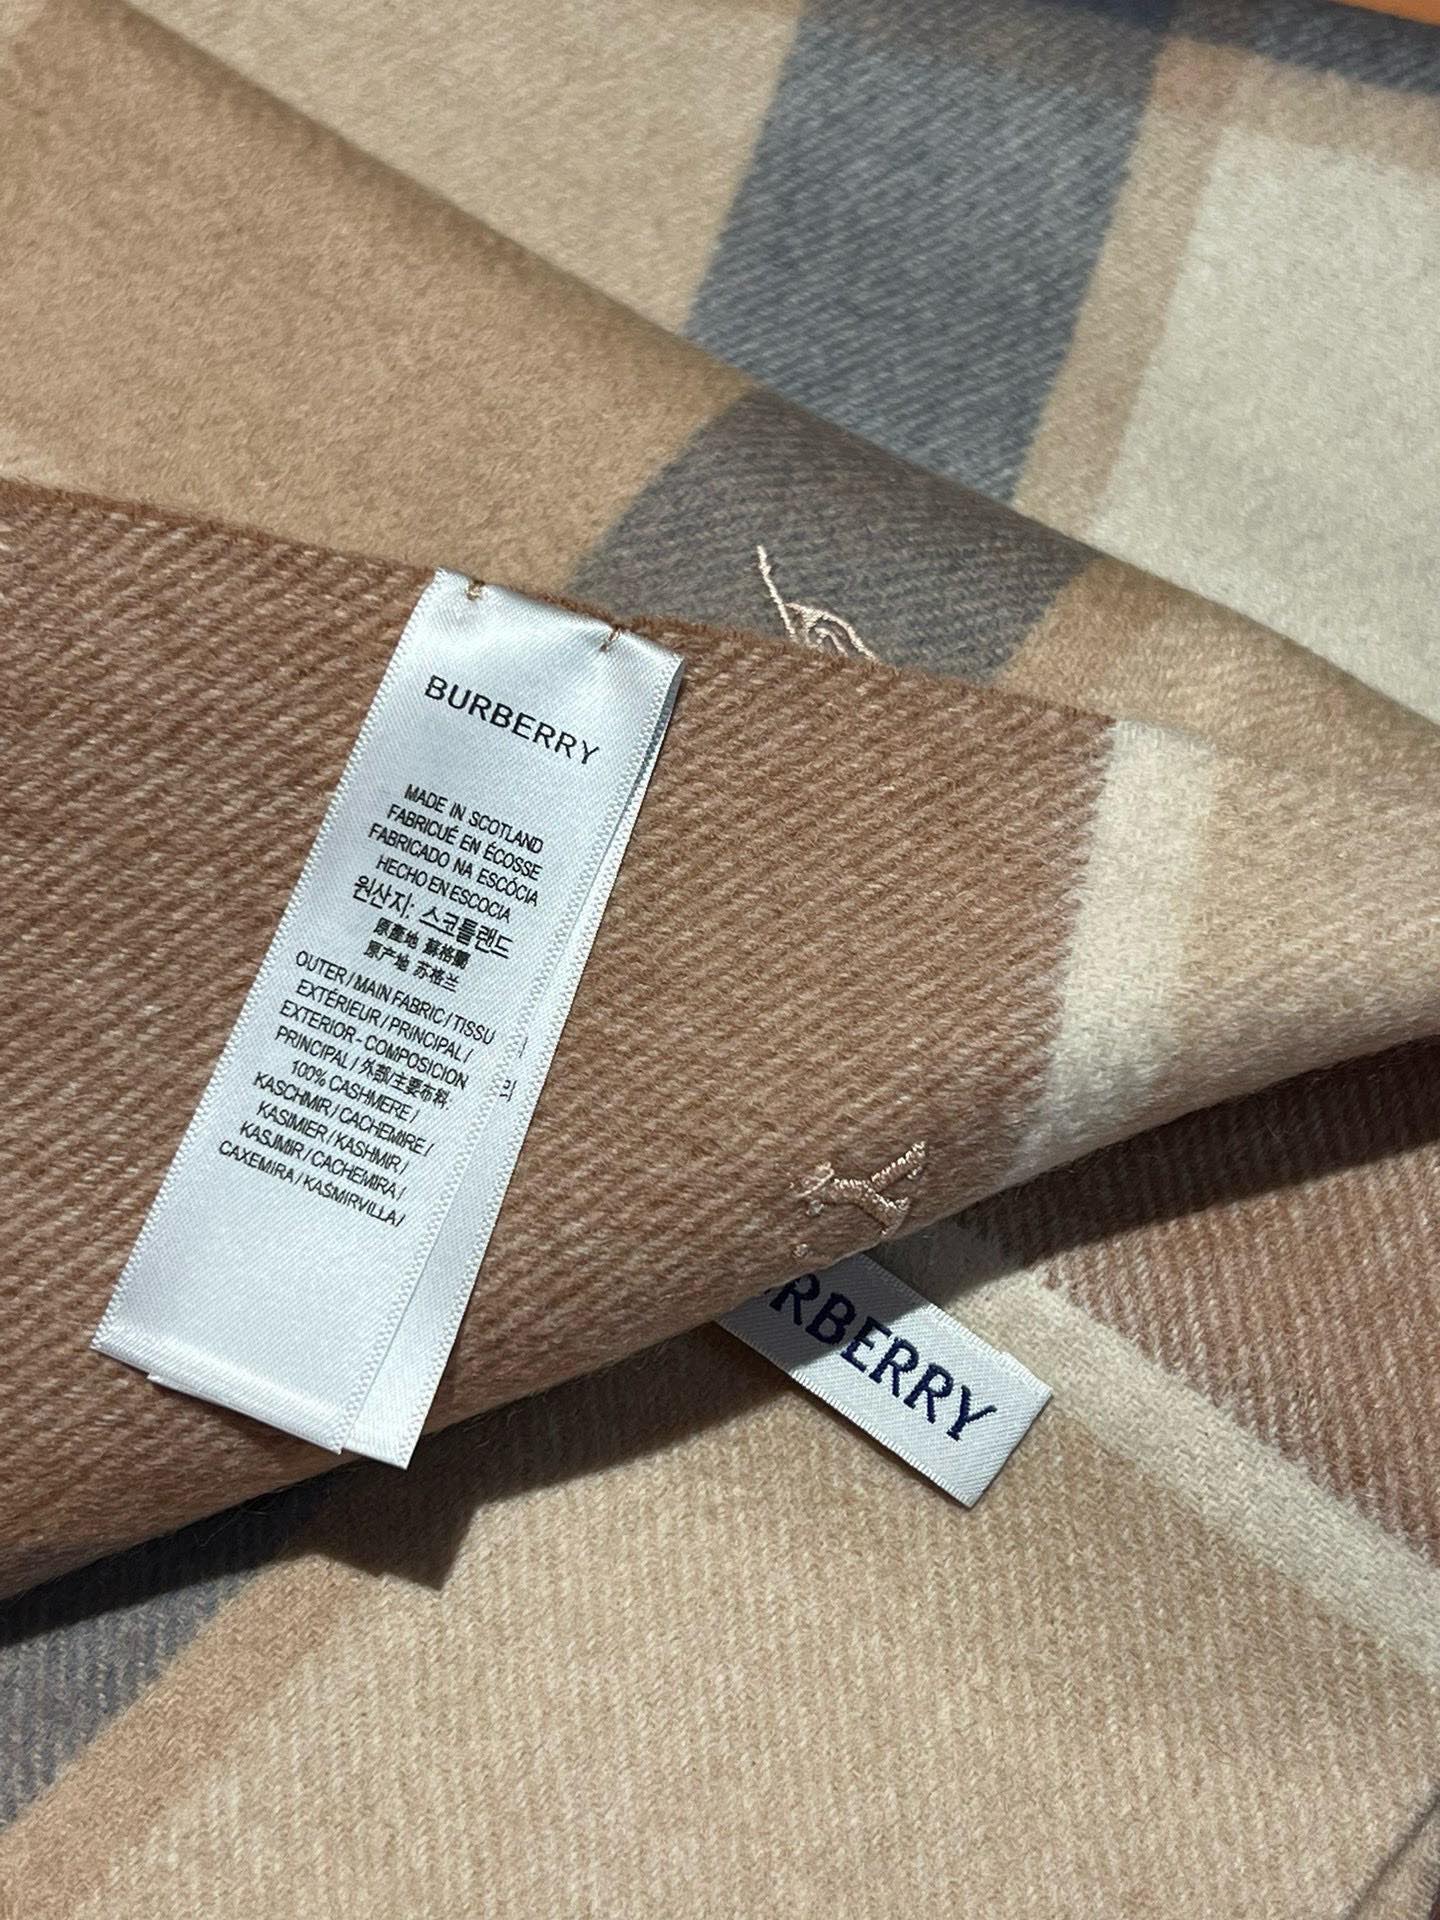 BURBERRY
MADE IN SCOTLAND
FABRIQUÉ EN ÉCOSSE
FABRICADO NA ESCÓCIA
HECHO EN ESCOCIA
원산지: 스코틀랜드
原產地 蘇格蘭
原产地 苏格兰
OUTER / MAIN FABRIC / TISSU
EXTÉRIEUR / PRINCIPAL /
EXTERIOR - COMPOSICION
PRINCIPAL / 外部/主要布料:
100% CASHMERE /
KASCHMIR / CACHEMIRE /
KASIMIER / KASHMIR /
KASJMIR / CACHEMIRA /
CAXEMIRA / KAŠMIRVILLA /
RBERRY